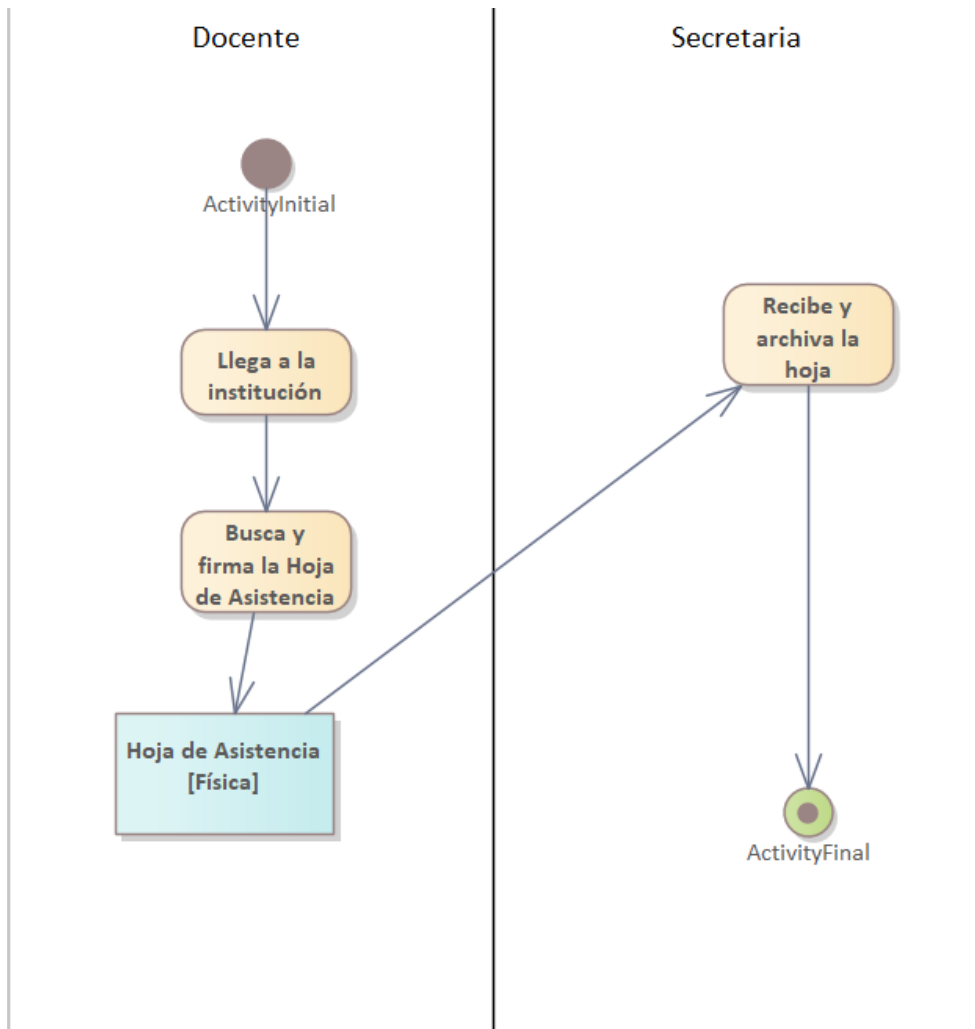 Docente
Secretaria
ActivityInitial
Llega a la
institución
Busca y
firma la Hoja
de Asistencia
Hoja de Asistencia
[Física]
Recibe y
archiva la
hoja
ActivityFinal